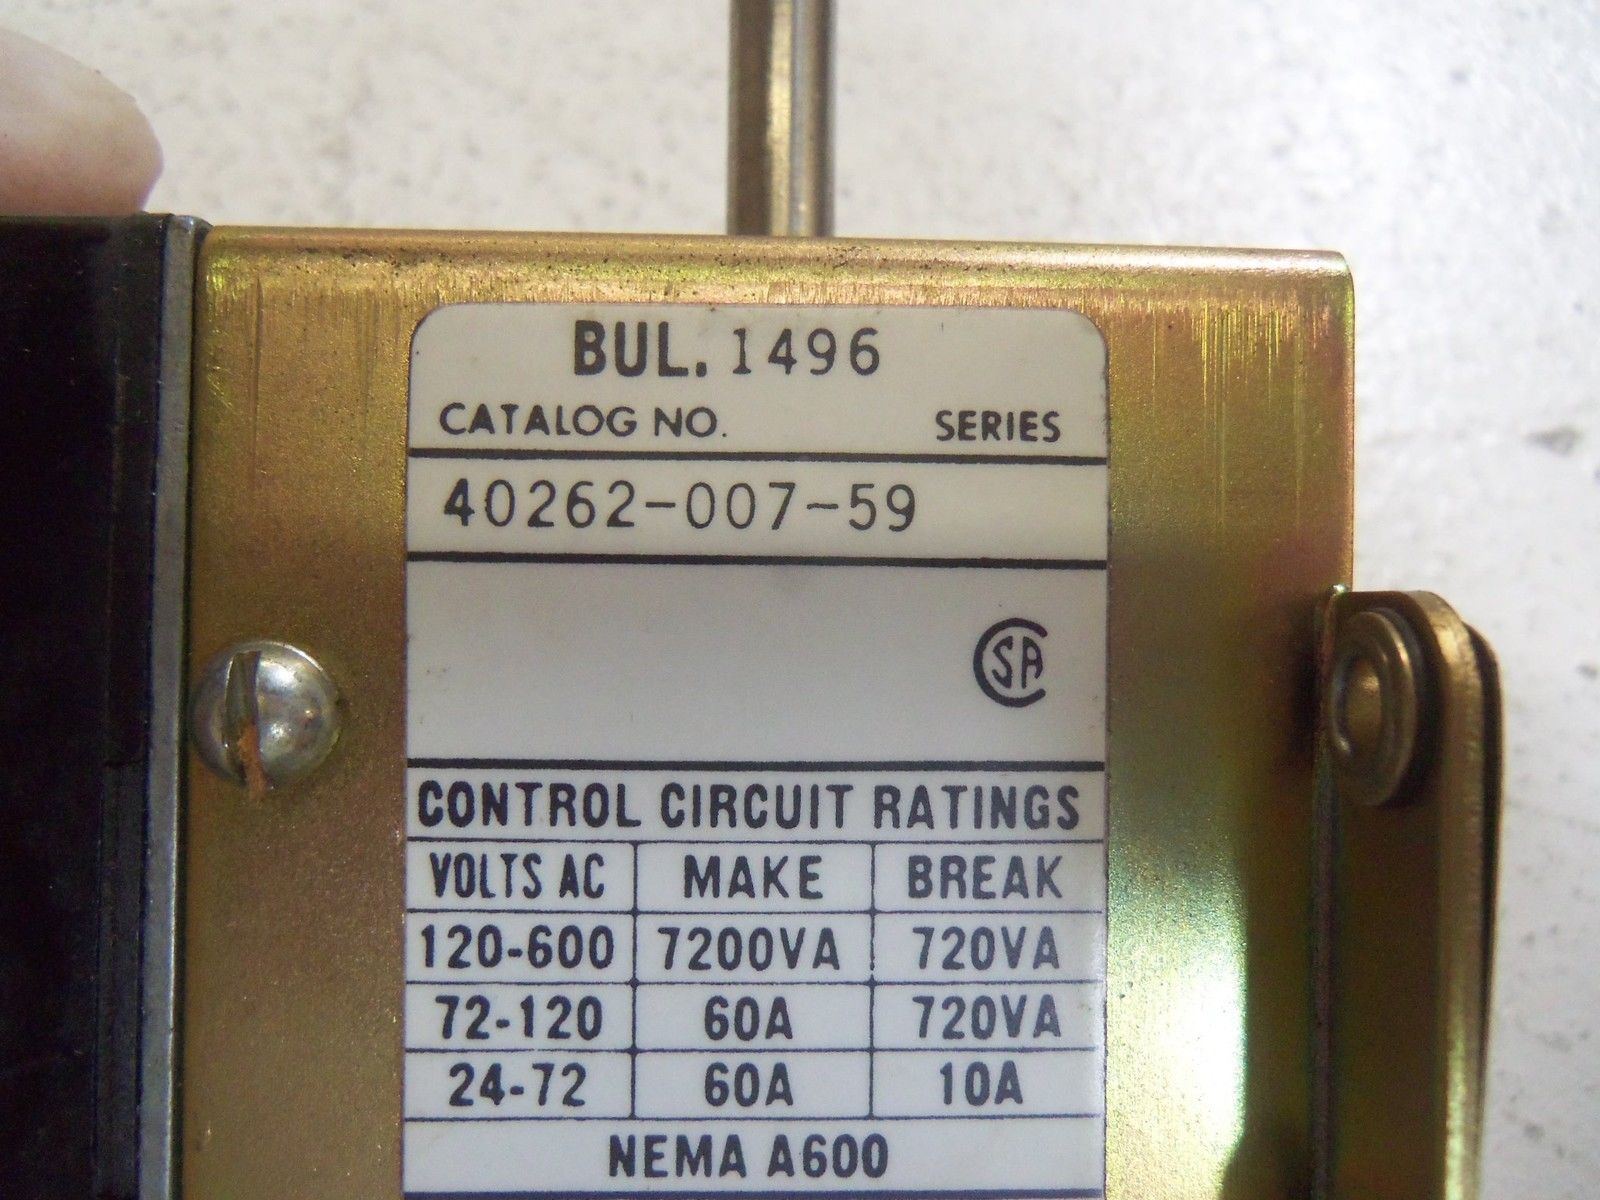 BUL. 1496
CATALOG NO. SERIES
40262-007-59
CSA
CONTROL CIRCUIT RATINGS
VOLTS AC MAKE BREAK
120-600 7200VA 720VA
72-120 60A 720VA
24-72 60A 10A
NEMA A600